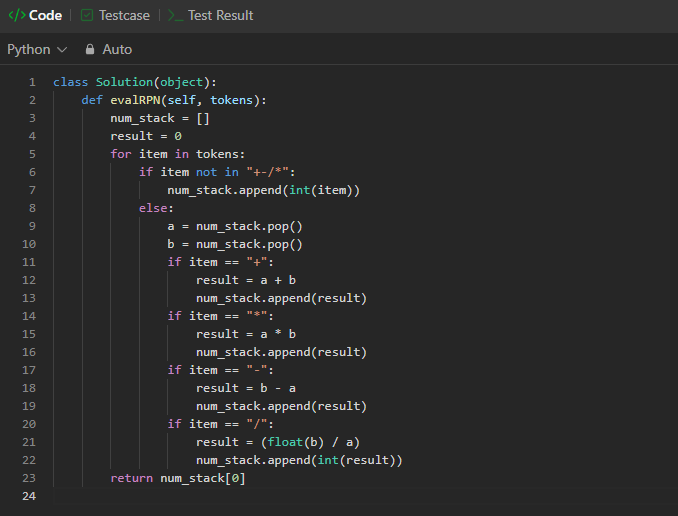 </> Code | Testcase | >_ Test Result
Python Auto
1 class Solution(object):
2     def evalRPN(self, tokens):
3         num_stack = []
4         result = 0
5         for item in tokens:
6             if item not in "+-/*":
7                 num_stack.append(int(item))
8             else:
9                 a = num_stack.pop()
10                 b = num_stack.pop()
11                 if item == "+":
12                     result = a + b
13                     num_stack.append(result)
14                 if item == "*":
15                     result = a * b
16                     num_stack.append(result)
17                 if item == "-":
18                     result = b - a
19                     num_stack.append(result)
20                 if item == "/":
21                     result = (float(b) / a)
22                     num_stack.append(int(result))
23         return num_stack[0]
24